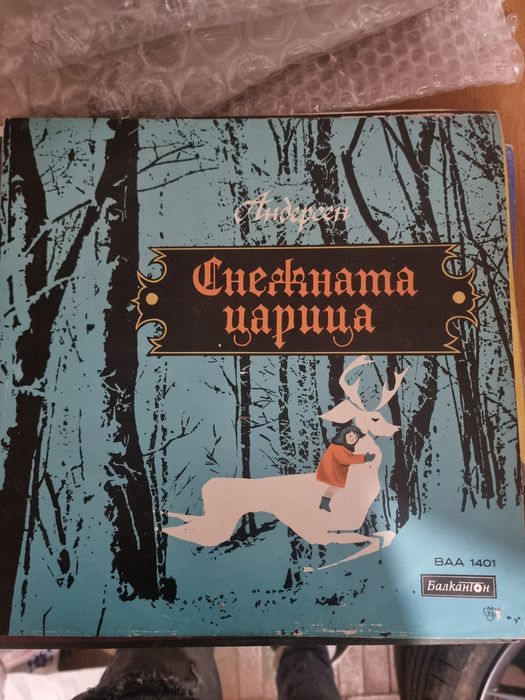 Андерсен
Снежната
царица
ВАА 1401
Балкантон